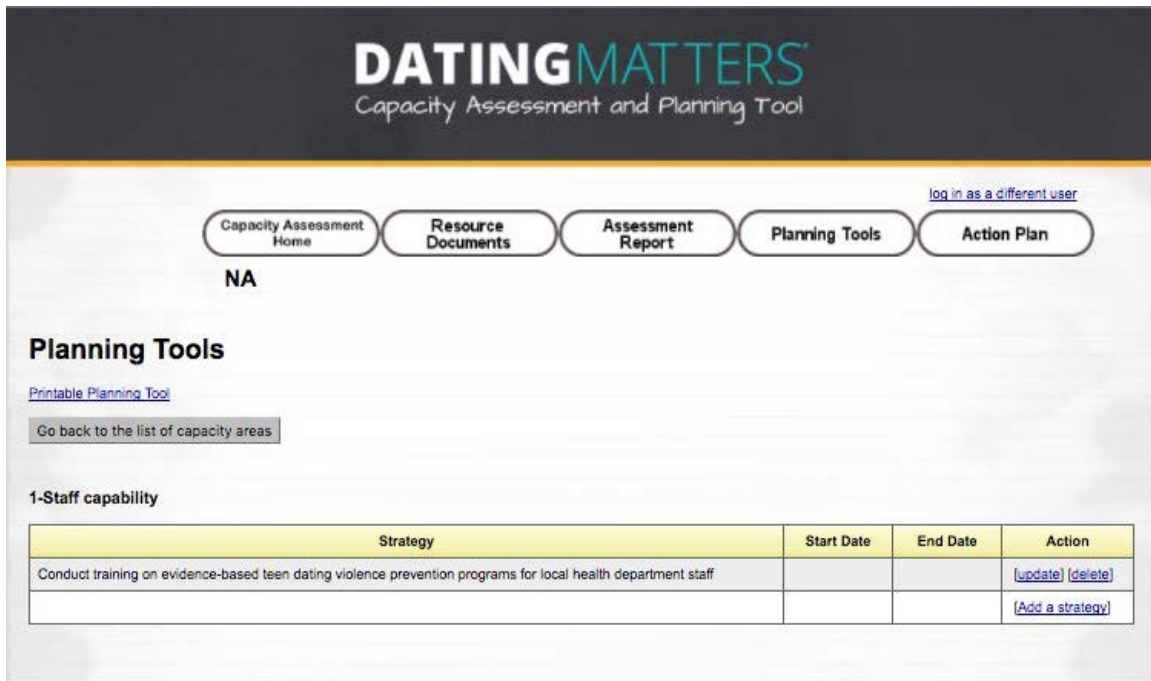 DATINGMATTERS®
Capacity Assessment and Planning Tool
log in as a different user
Capacity Assessment Home
Resource Documents
Assessment Report
Planning Tools
Action Plan
NA
Planning Tools
Printable Planning Tool
Go back to the list of capacity areas
1-Staff capability
Strategy Start Date End Date Action
Conduct training on evidence-based teen dating violence prevention programs for local health department staff [update] [delete]
[Add a strategy]